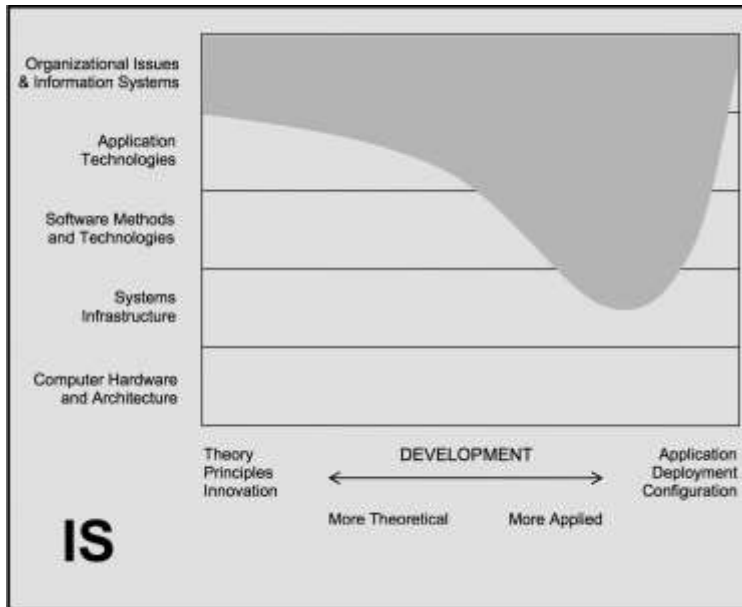 Organizational Issues
& Information Systems
Application
Technologies
Software Methods
and Technologies
Systems
Infrastructure
Computer Hardware
and Architecture
Theory
Principles
Innovation
DEVELOPMENT
Application
Deployment
Configuration
More Theoretical
More Applied
IS